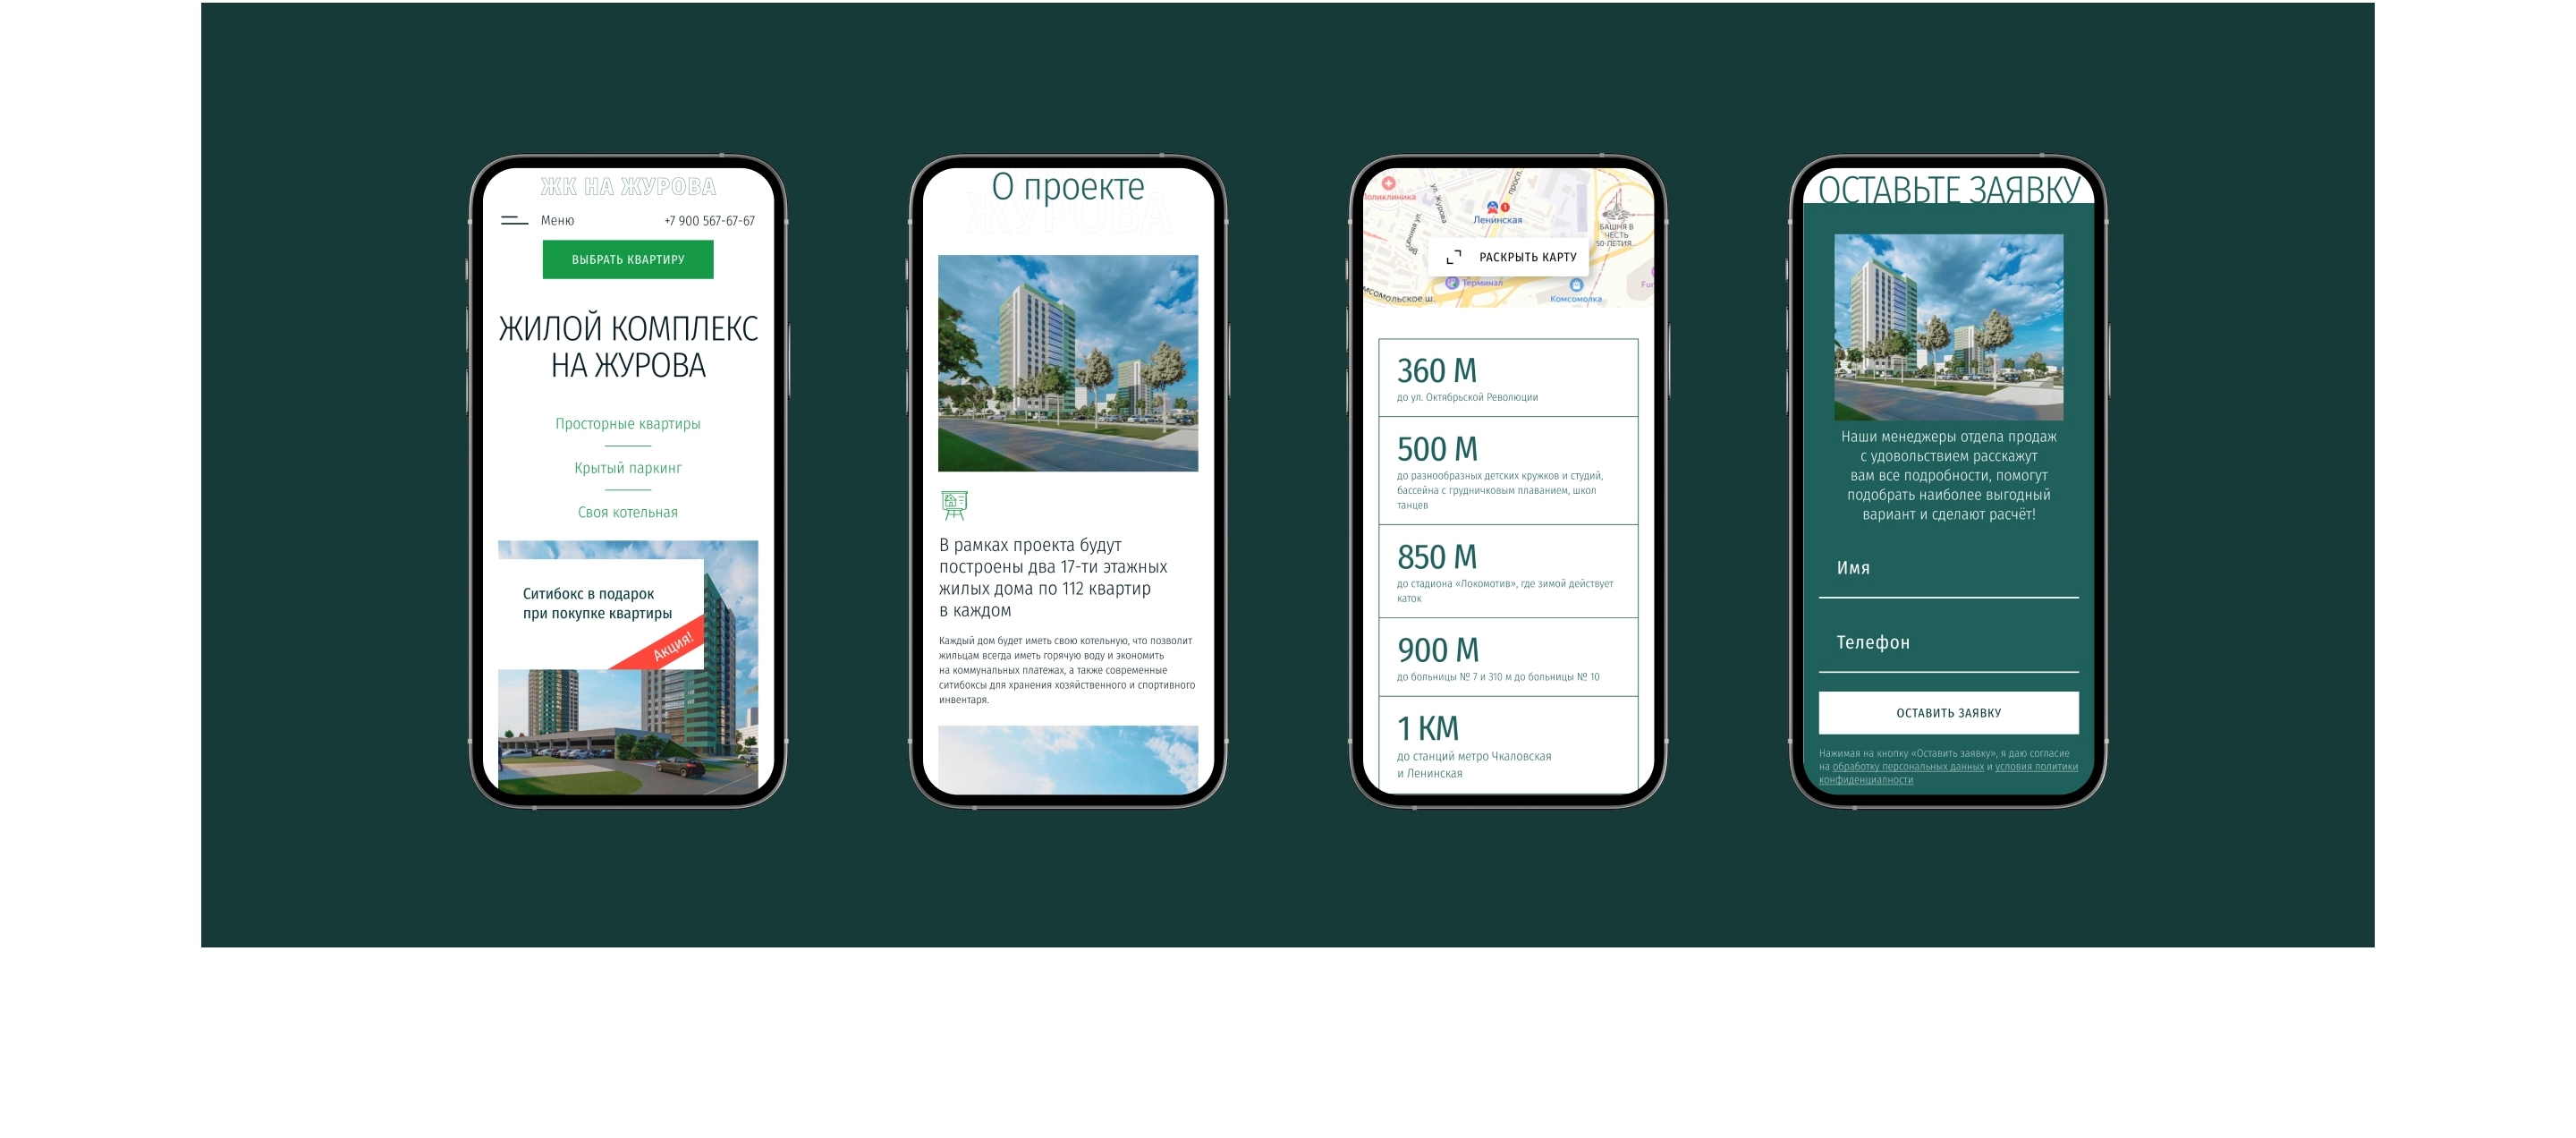 ЖК НА ЖУРОВА
Меню
+7 900 567-67-67
ВЫБРАТЬ КВАРТИРУ
ЖИЛОЙ КОМПЛЕКС
НА ЖУРОВА
Просторные квартиры
Крытый паркинг
Своя котельная
Ситибокс в подарок
при покупке квартиры
Акция!
О проекте
ЖУРОВА
В рамках проекта будут
построены два 17-ти этажных
жилых дома по 112 квартир
в каждом
Каждый дом будет иметь свою котельную, что позволит
жильцам всегда иметь горячую воду и экономить
на коммунальных платежах, а также современные
ситибоксы для хранения хозяйственного и спортивного
инвентаря.
поликлиника
ул. Журова
просп.
Ленинская
БАШНЯ В
ЧЕСТЬ
50-ЛЕТИЯ...
РАСКРЫТЬ КАРТУ
Терминал
Комсомолка
Fur
мсомольское ш.
360 М
до ул. Октябрьской Революции
500 М
до разнообразных детских кружков и студий,
бассейна с грудничковым плаванием, школ
танцев
850 М
до стадиона «Локомотив», где зимой действует
каток
900 М
до больницы № 7 и 310 м до больницы № 10
1 КМ
до станций метро Чкаловская
и Ленинская
ОСТАВЬТЕ ЗАЯВКУ
Наши менеджеры отдела продаж
с удовольствием расскажут
вам все подробности, помогут
подобрать наиболее выгодный
вариант и сделают расчёт!
Имя
Телефон
ОСТАВИТЬ ЗАЯВКУ
Нажимая на кнопку «Оставить заявку», я даю согласие
на обработку персональных данных и условия политики
конфиденциалности